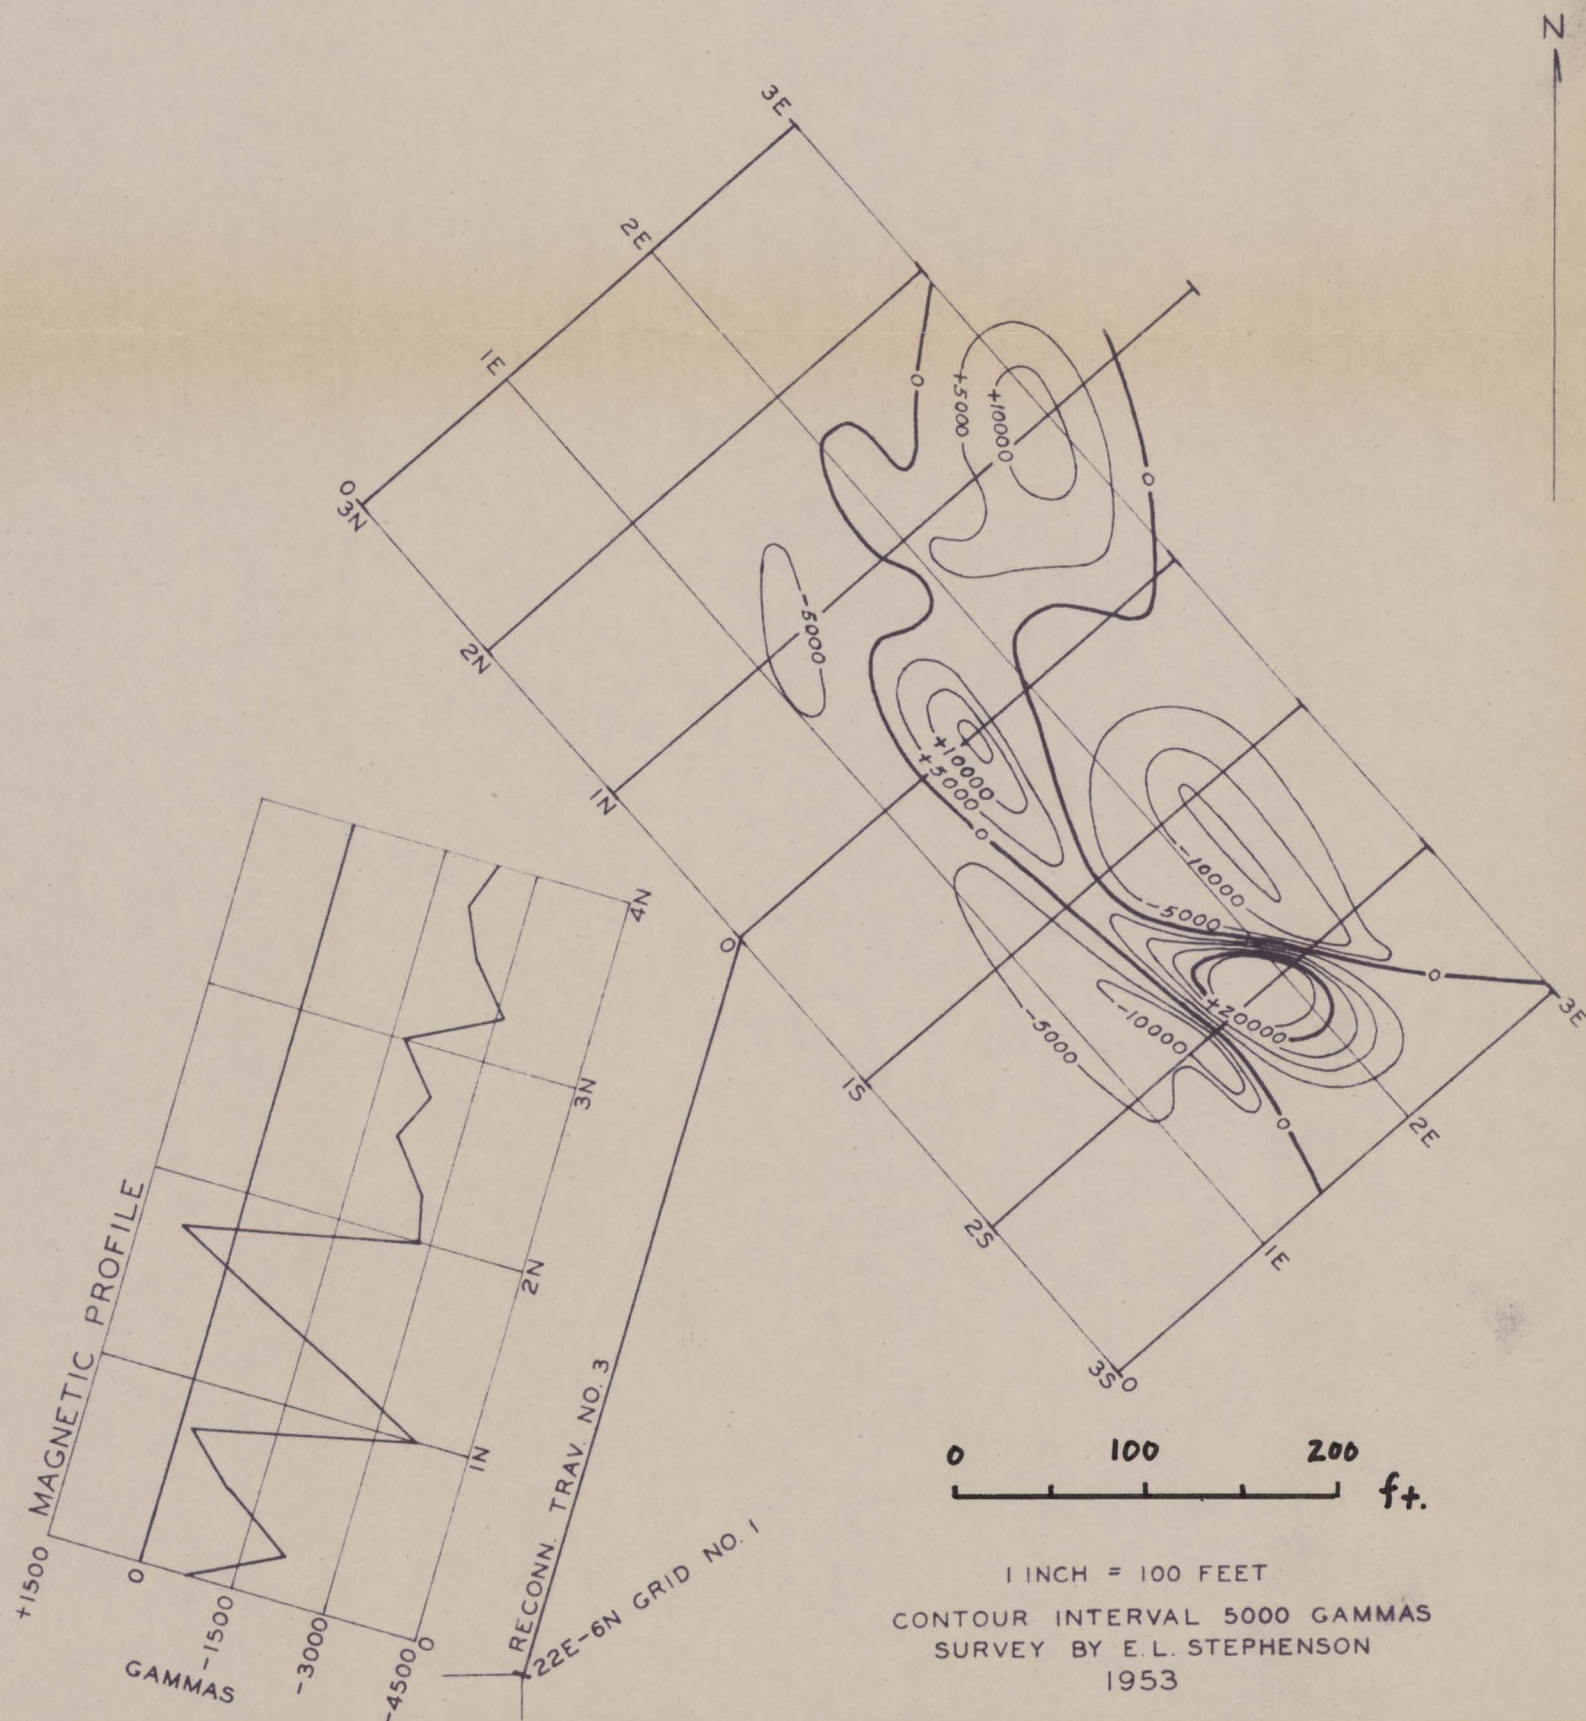 N
3E
2E
1E
0
3N
2N
1N
0
1S
2S
3S
0
1E
2E
3E
0
+5000
+10000
0
-5000
+10000
+5000
0
-10000
-5000
0
+20000
-10000
-5000
0
MAGNETIC PROFILE
4N
3N
2N
1N
0
+1500
0
-1500
-3000
-4500
GAMMAS
RECONN. TRAV. NO. 3
22E-6N GRID NO. 1
0 100 200
ft.
1 INCH = 100 FEET
CONTOUR INTERVAL 5000 GAMMAS
SURVEY BY E.L. STEPHENSON
1953